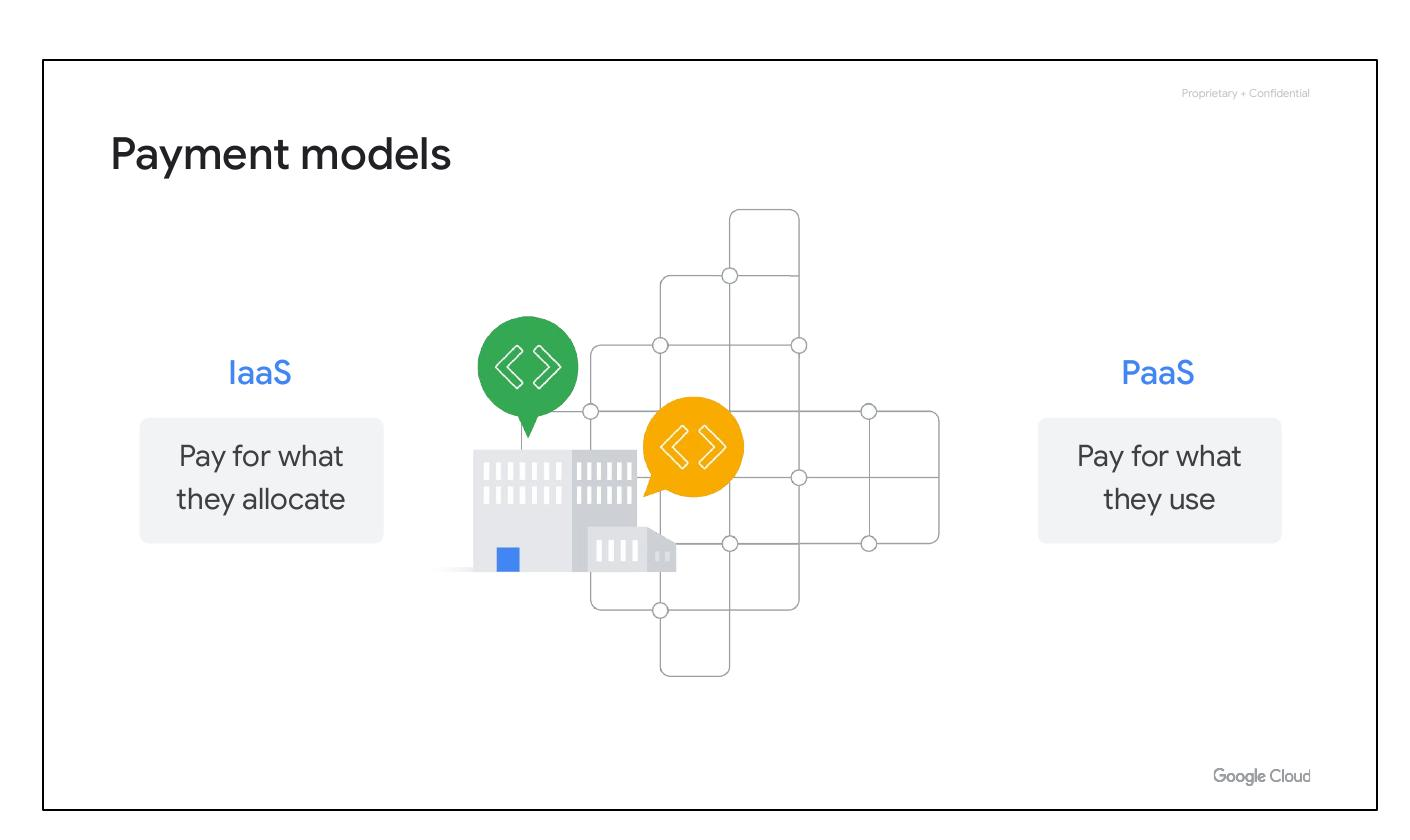 Proprietary + Confidential
Payment models
IaaS
Pay for what
they allocate
PaaS
Pay for what
they use
Google Cloud